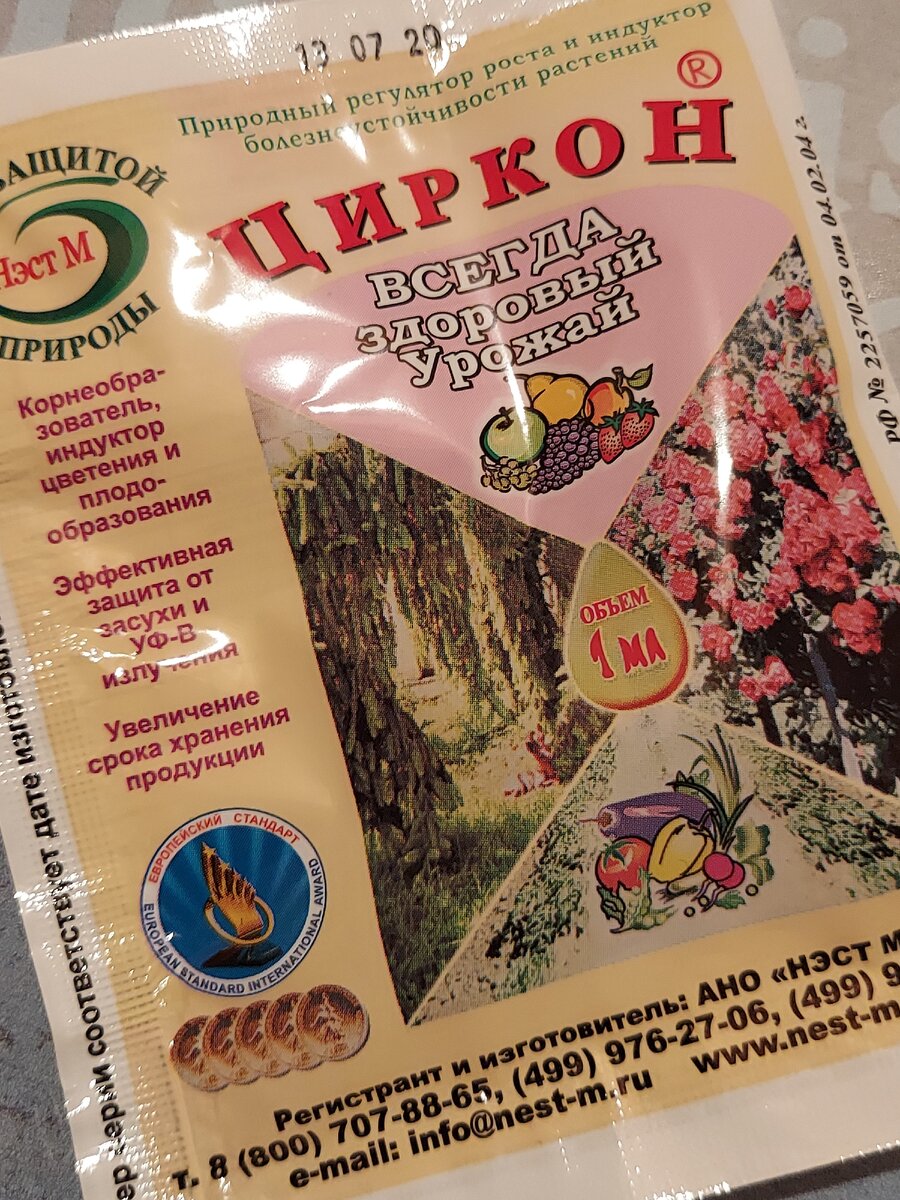 13 07 20
Природный регулятор роста и индуктор
болезнеустойчивости растений
®
ЦИРКОН
ЗАЩИТОЙ
Нэст М
ПРИРОДЫ
ВСЕГДА
здоровый
Урожай
РФ № 2257059 от 04.02.04 г.
Корнеобра-
зователь,
индуктор
цветения и
плодо-
образования
Эффективная
защита от
засухи и
УФ-В
излучения
Увеличение
срока хранения
продукции
ОБЪЕМ
1 мл
ЕВРОПЕЙСКИЙ СТАНДАРТ
EUROPEAN STANDARD INTERNATIONAL AWARD
серии соответствует дате
Регистрант и изготовитель: АНО «НЭСТ М
т. 8 (800) 707-88-65, (499) 976-27-06, (499) 9
e-mail: info@nest-m.ru www.nest-m